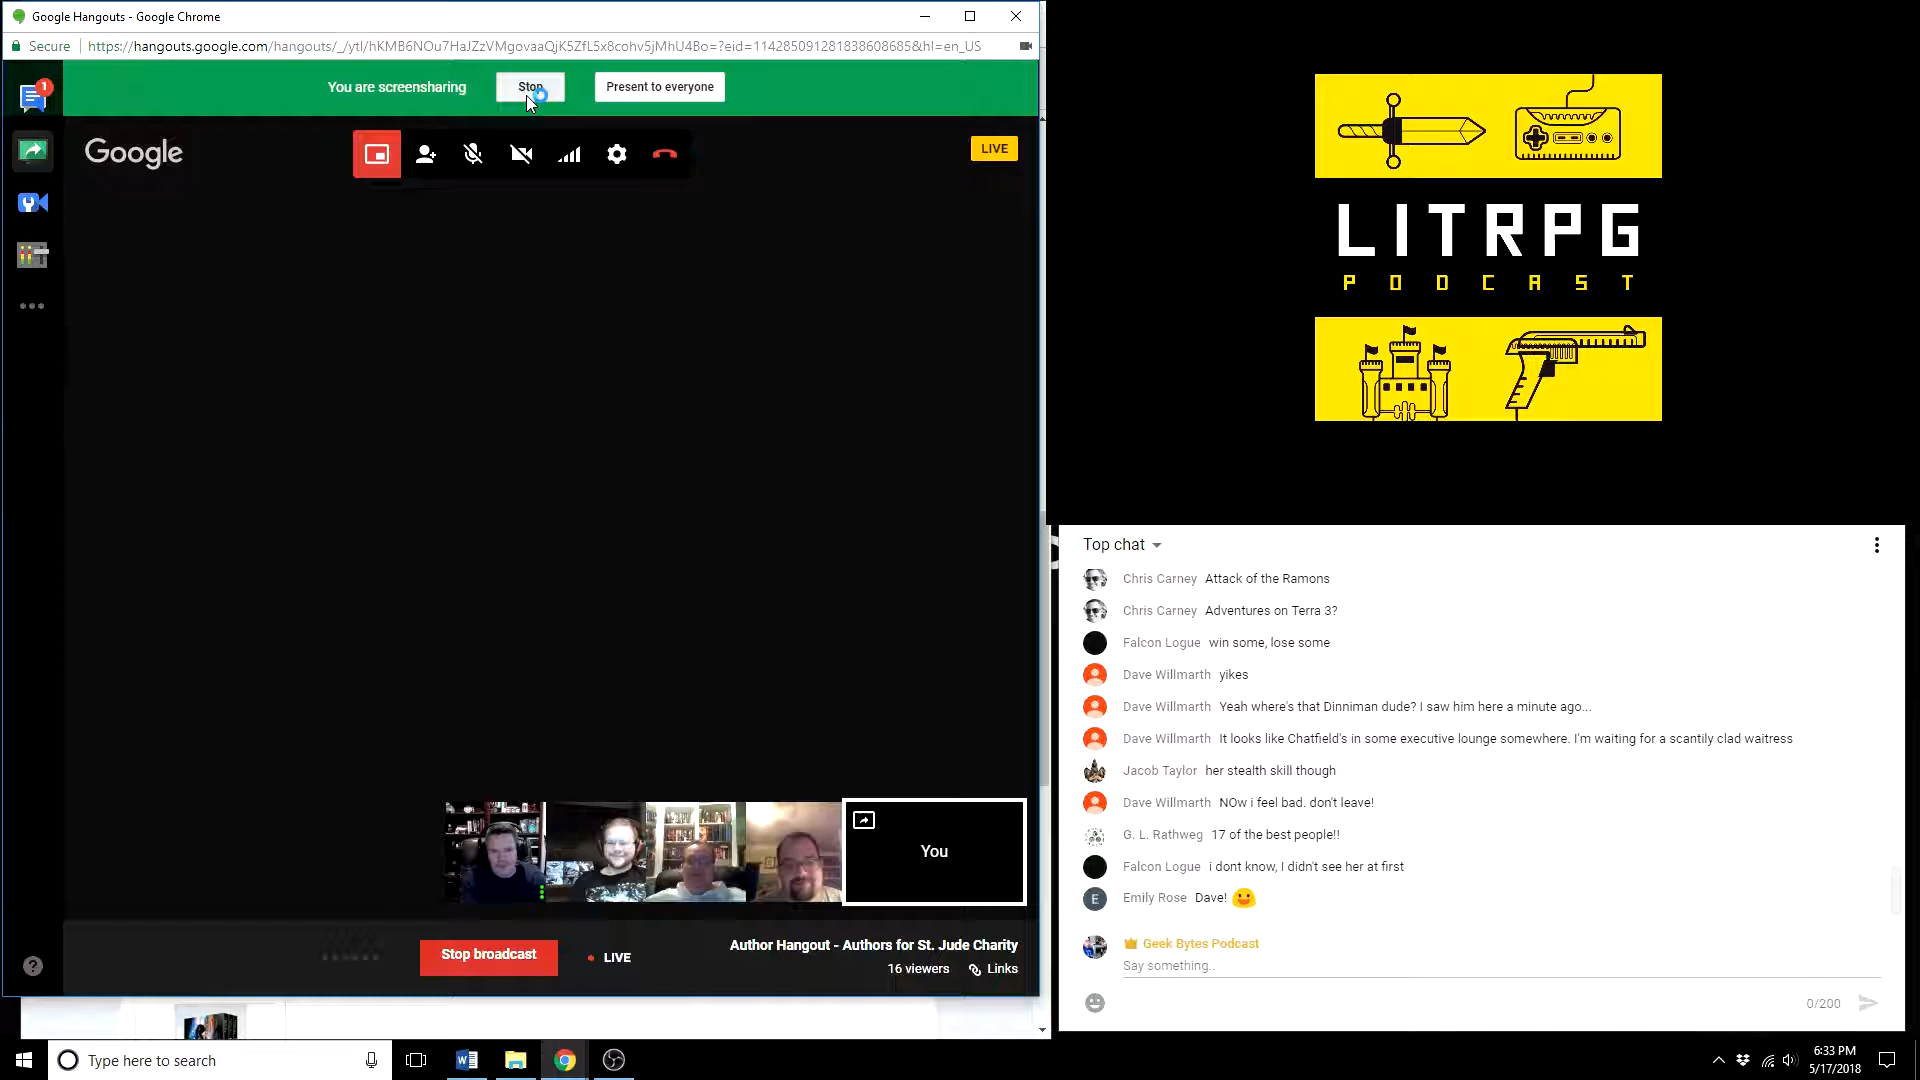 Google Hangouts - Google Chrome
Secure
https://hangouts.google.com/hangouts/_/ytl/hKMB6NOu7HaJZzVMgovaaQjK5ZfL5x8cohv5jMhU4Bo=?eid=114285091281838608685&hl=en_US
1
You are screensharing
Stop
Present to everyone
Google
LIVE
You
Stop broadcast
LIVE
Author Hangout - Authors for St. Jude Charity
16 viewers
Links
LITRPG
PODCAST
Top chat
Chris Carney Attack of the Ramons
Chris Carney Adventures on Terra 3?
Falcon Logue win some, lose some
Dave Willmarth yikes
Dave Willmarth Yeah where's that Dinniman dude? I saw him here a minute ago...
Dave Willmarth It looks like Chatfield's in some executive lounge somewhere. I'm waiting for a scantily clad waitress
Jacob Taylor her stealth skill though
Dave Willmarth NOw i feel bad. don't leave!
G. L. Rathweg 17 of the best people!!
Falcon Logue i dont know, I didn't see her at first
E
Emily Rose Dave!
Geek Bytes Podcast
Say something..
0/200
Type here to search
6:33 PM
5/17/2018